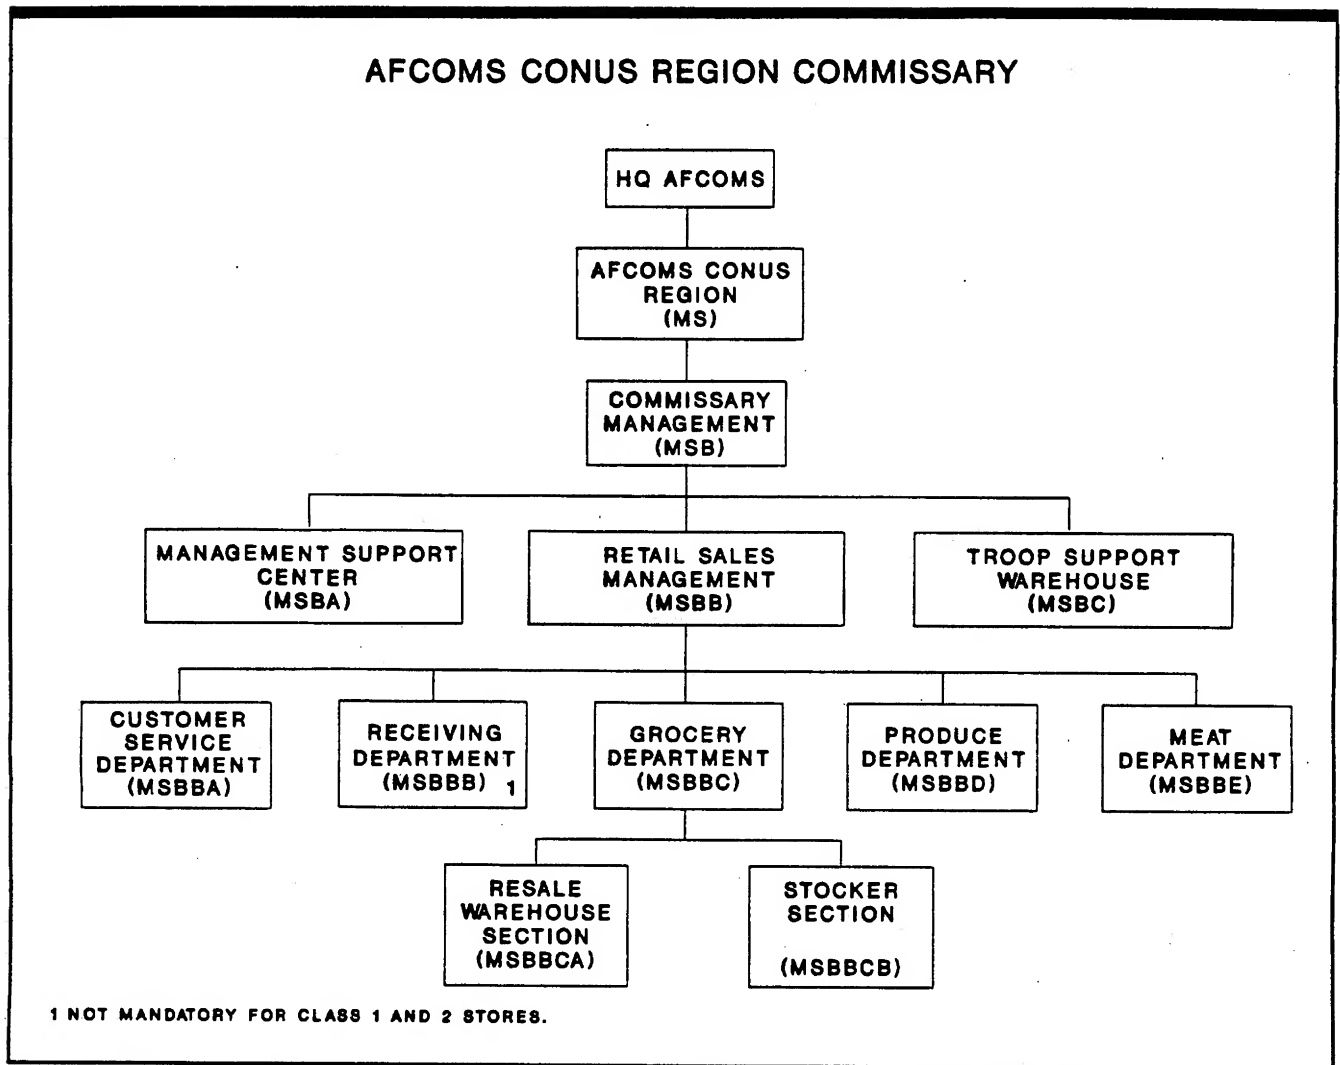 AFCOMS CONUS REGION COMMISSARY
HQ AFCOMS
AFCOMS CONUS
REGION
(MS)
COMMISSARY
MANAGEMENT
(MSB)
MANAGEMENT SUPPORT
CENTER
(MSBA)
RETAIL SALES
MANAGEMENT
(MSBB)
TROOP SUPPORT
WAREHOUSE
(MSBC)
CUSTOMER
SERVICE
DEPARTMENT
(MSBBA)
RECEIVING
DEPARTMENT
(MSBBB) 1
GROCERY
DEPARTMENT
(MSBBC)
PRODUCE
DEPARTMENT
(MSBBD)
MEAT
DEPARTMENT
(MSBBE)
RESALE
WAREHOUSE
SECTION
(MSBBCA)
STOCKER
SECTION
(MSBBCB)
1 NOT MANDATORY FOR CLASS 1 AND 2 STORES.